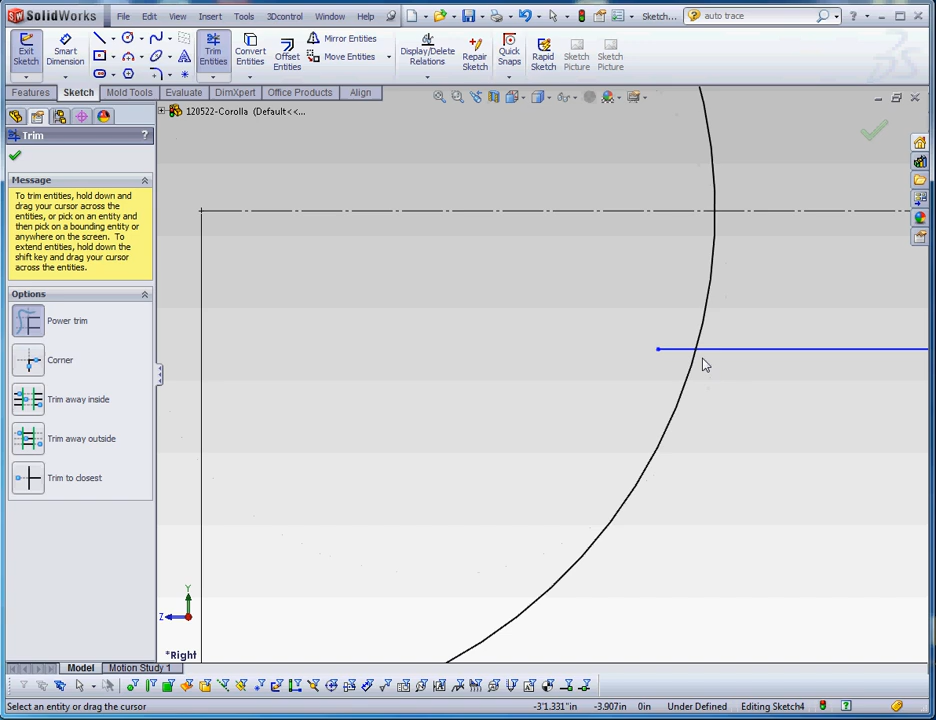 SolidWorks File Edit View Insert Tools 3Dcontrol Window Help Sketch... auto trace
Exit Sketch Smart Dimension Trim Entities Convert Entities Offset Entities Mirror Entities Move Entities Display/Delete Relations Repair Sketch Quick Snaps Rapid Sketch Sketch Picture Sketch Picture
Features Sketch Mold Tools Evaluate DimXpert Office Products Align
120522-Corolla (Default<<...
Trim ?
Message
To trim entities, hold down and
drag your cursor across the
entities, or pick on an entity and
then pick on a bounding entity or
anywhere on the screen. To
extend entities, hold down the
shift key and drag your cursor
across the entities.
Options
Power trim
Corner
Trim away inside
Trim away outside
Trim to closest
Y
Z
*Right
Model Motion Study 1
Select an entity or drag the cursor -3'1.331" -3.907in 0in Under Defined Editing Sketch4